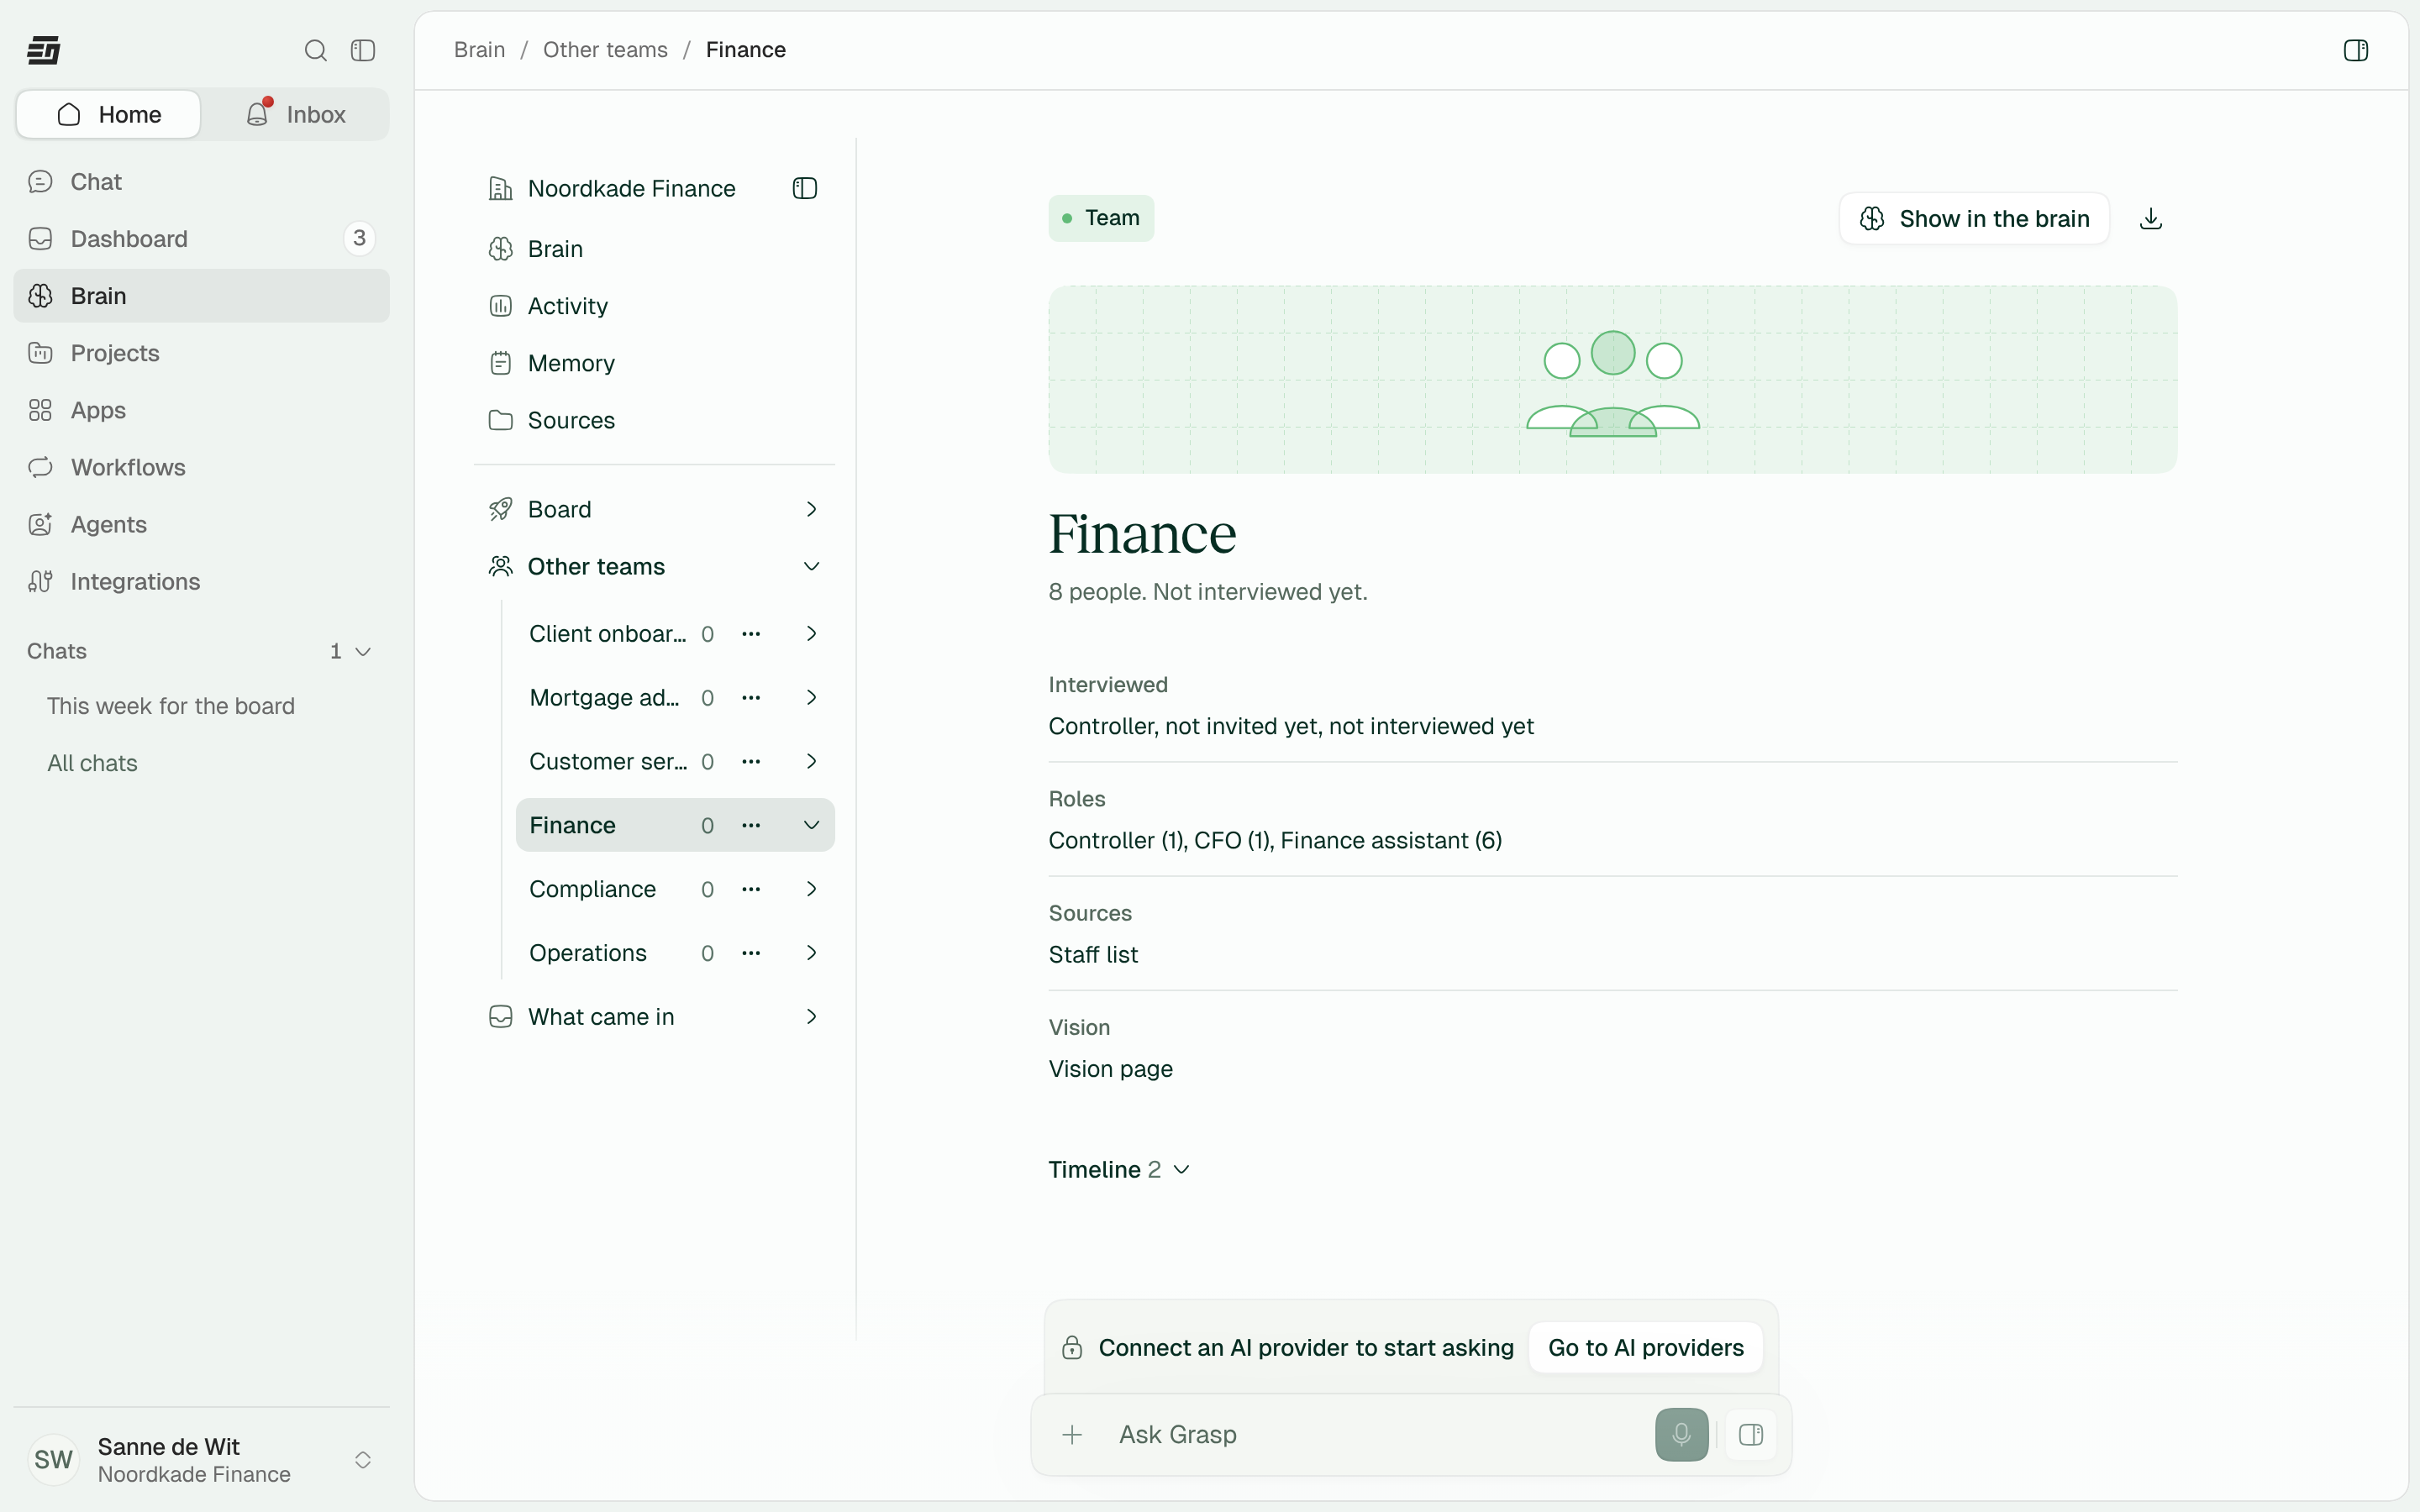 Home
Inbox
Chat
Dashboard 3
Brain
Projects
Apps
Workflows
Agents
Integrations
Chats 1
This week for the board
All chats
SW
Sanne de Wit
Noordkade Finance
Brain / Other teams / Finance
Noordkade Finance
Brain
Activity
Memory
Sources
Board
Other teams
Client onboar... 0
Mortgage ad... 0
Customer ser... 0
Finance 0
Compliance 0
Operations 0
What came in
Team
Show in the brain
Finance
8 people. Not interviewed yet.
Interviewed
Controller, not invited yet, not interviewed yet
Roles
Controller (1), CFO (1), Finance assistant (6)
Sources
Staff list
Vision
Vision page
Timeline 2
Connect an AI provider to start asking
Go to AI providers
Ask Grasp